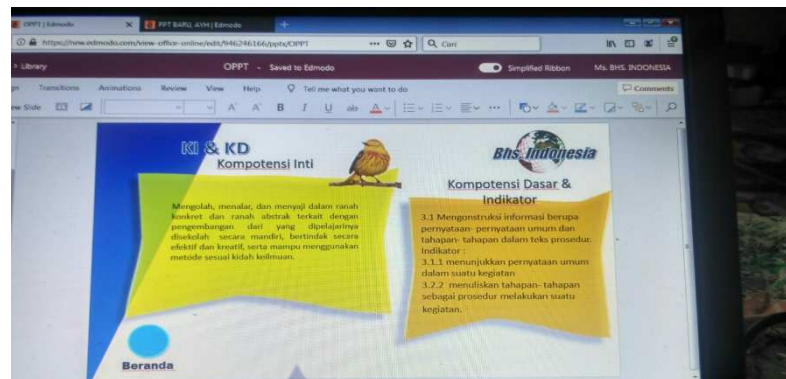 OPPT | Edmodo
PPT BARU, AYH | Edmodo
https://new.edmodo.com/view-office-online/edit/946246166/pptx/OPPT
Cari
Library
OPPT - Saved to Edmodo
Simplified Ribbon
Ms. BHS. INDONESIA
Transitions Animations Review View Help Tell me what you want to do
Comments
Slide
B I U ab A
KI & KD
Kompotensi Inti
Mengolah, menalar, dan menyaji dalam ranah
konkret dan ranah abstrak terkait dengan
pengembangan dari yang dipelajarinya
disekolah secara mandiri, bertindak secara
efektif dan kreatif, serta mampu menggunakan
metode sesuai kidah keilmuan.
Bhs. Indonesia
Kompotensi Dasar &
Indikator
3.1 Mengonstruksi informasi berupa
pernyataan- pernyataan umum dan
tahapan- tahapan dalam teks prosedur.
Indikator :
3.1.1 menunjukkan pernyataan umum
dalam suatu kegiatan
3.2.2 menuliskan tahapan- tahapan
sebagai prosedur melakukan suatu
kegiatan.
Beranda